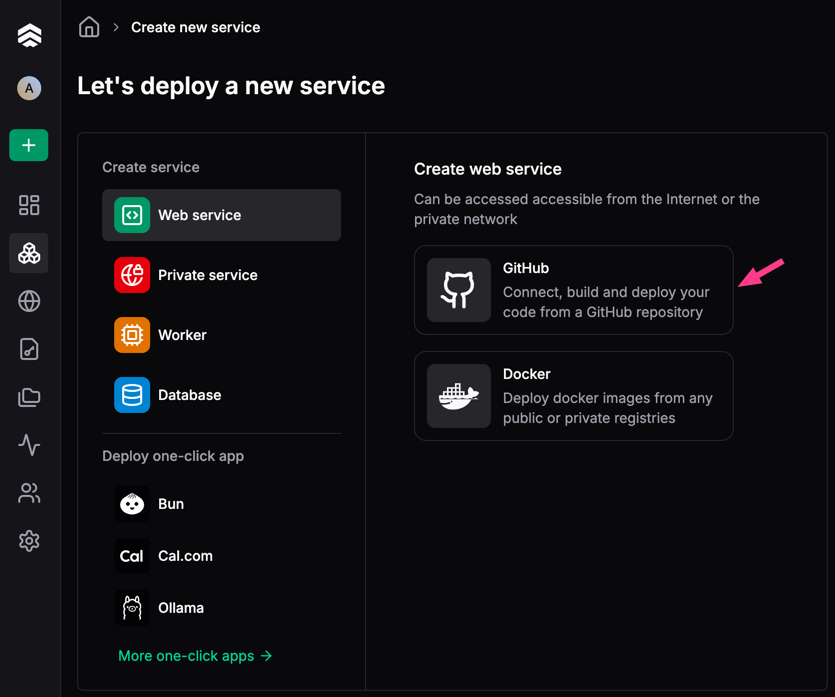 Create new service
A
Let's deploy a new service
Create service
Web service
Private service
Worker
Database
Deploy one-click app
Bun
Cal Cal.com
Ollama
More one-click apps →
Create web service
Can be accessed accessible from the Internet or the
private network
GitHub
Connect, build and deploy your
code from a GitHub repository
Docker
Deploy docker images from any
public or private registries